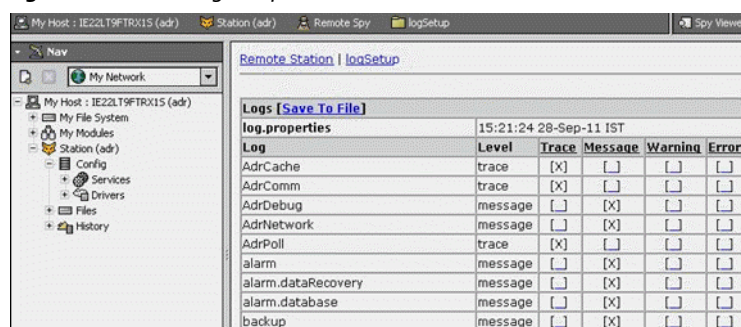 My Host : IE22LT9FTRX1S (adr) Station (adr) Remote Spy logSetup Spy Viewe
Nav
My Network
My Host : IE22LT9FTRX1S (adr)
My File System
My Modules
Station (adr)
Config
Services
Drivers
Files
History
Remote Station | logSetup
Logs [Save To File]
log.properties 15:21:24 28-Sep-11 IST
Log Level Trace Message Warning Error
AdrCache trace [X] [_] [_] [_]
AdrComm trace [X] [_] [_] [_]
AdrDebug message [_] [X] [_] [_]
AdrNetwork message [_] [X] [_] [_]
AdrPoll trace [X] [_] [_] [_]
alarm message [_] [X] [_] [_]
alarm.dataRecovery message [_] [X] [_] [_]
alarm.database message [_] [X] [_] [_]
backup message [_] [X] [_] [_]